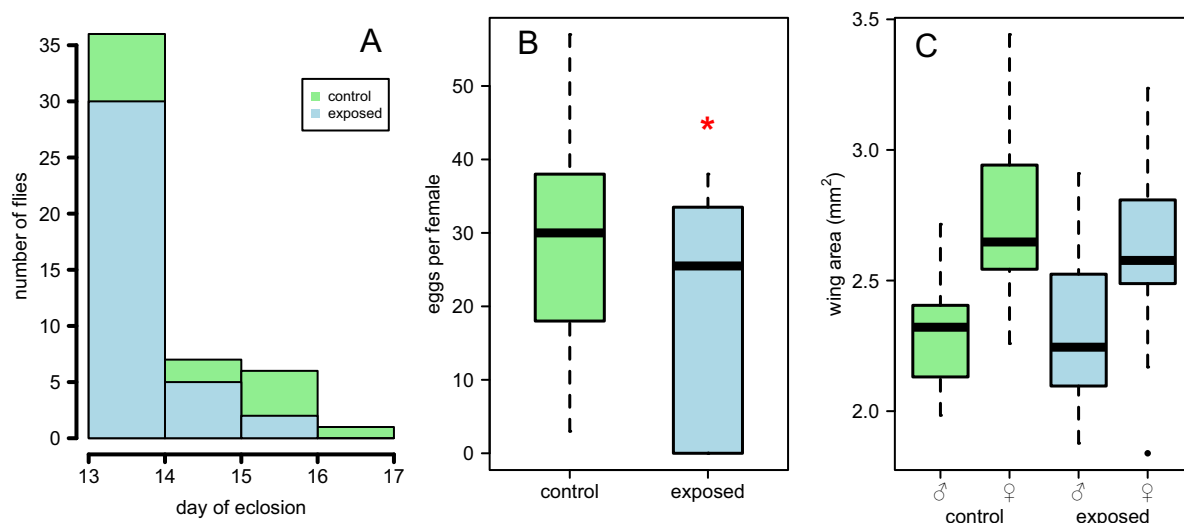 A
number of flies
35
30
25
20
15
10
5
0
control
exposed
13 14 15 16 17
day of eclosion
B
eggs per female
50
40
30
20
10
0
*
control exposed
C
wing area (mm²)
3.5
3.0
2.5
2.0
♂ ♀ ♂ ♀
control exposed